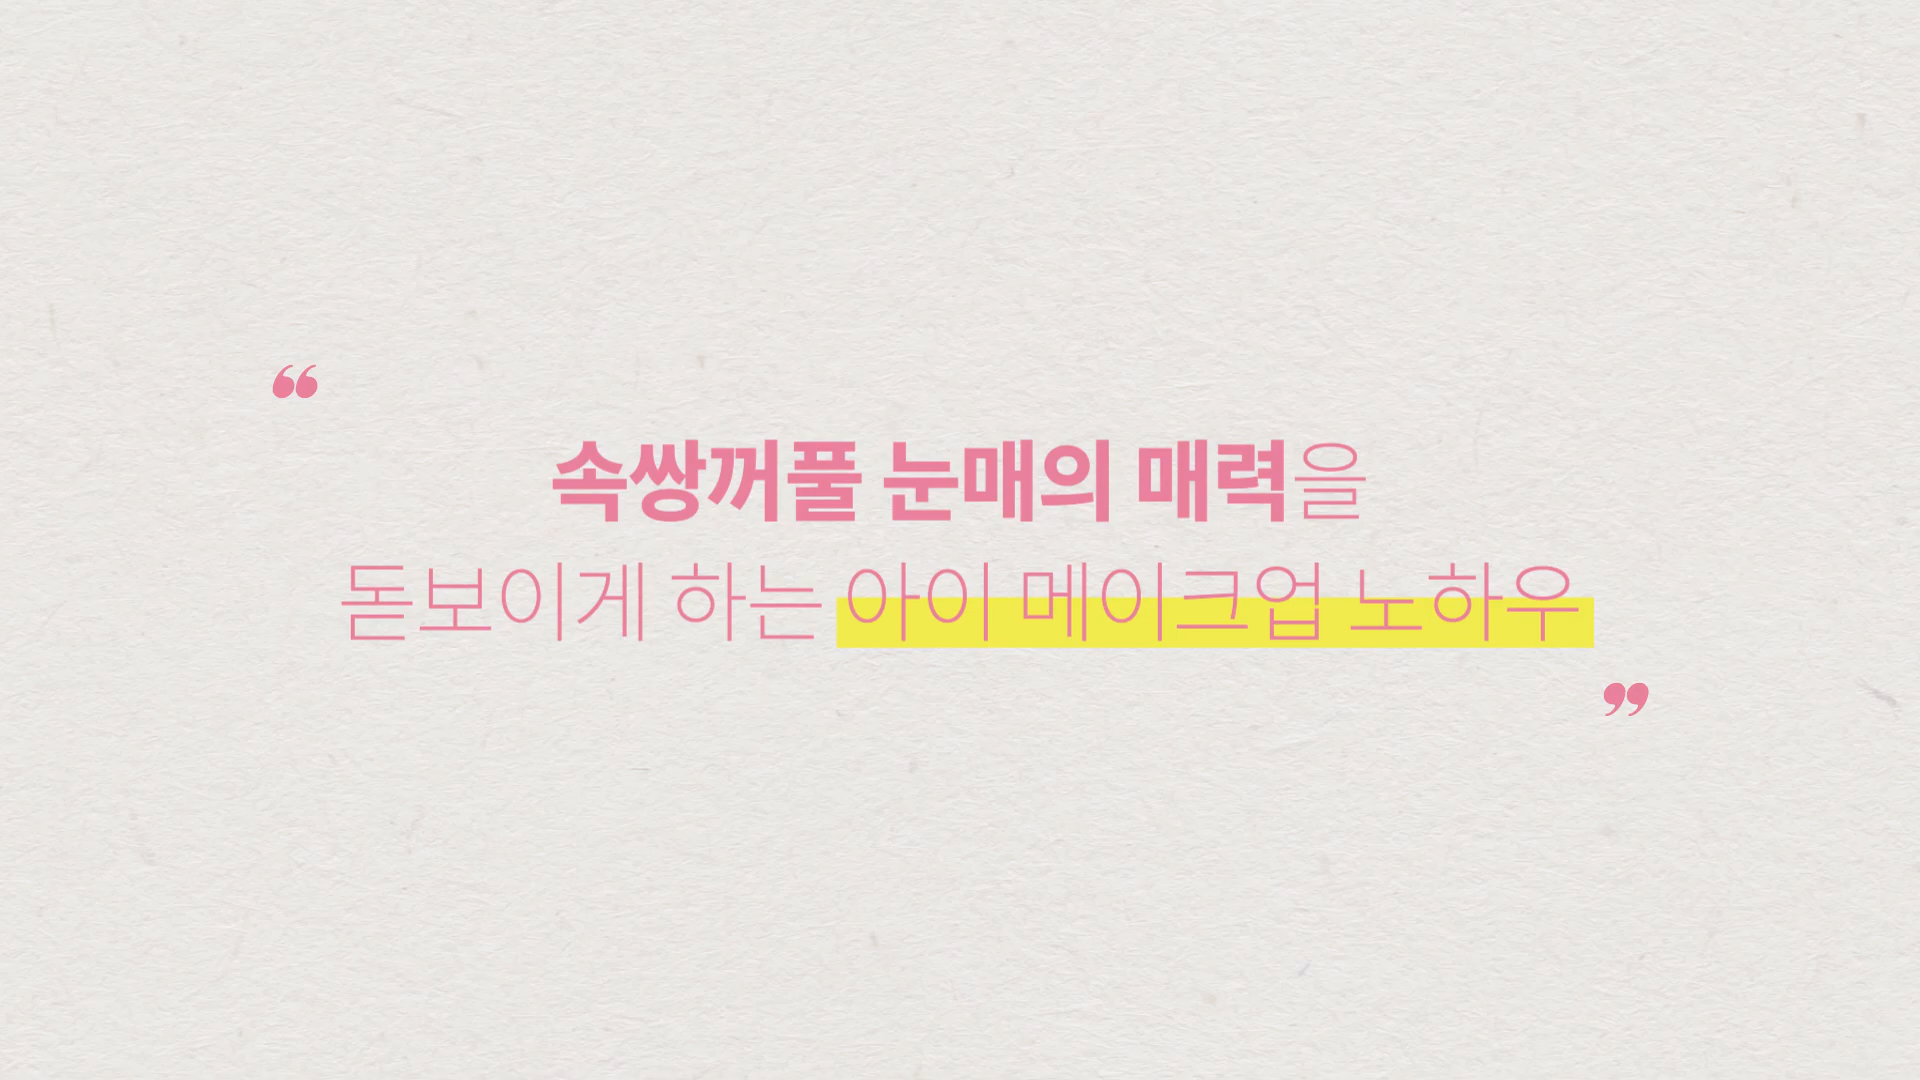 “
속쌍꺼풀 눈매의 매력을
돋보이게 하는 아이 메이크업 노하우
”